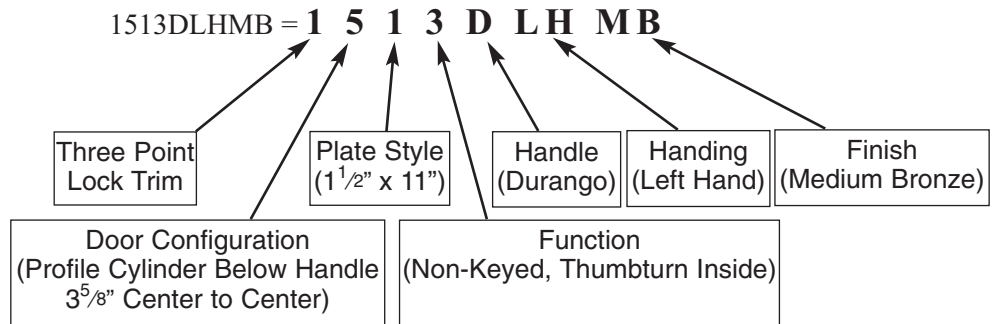 1513DLHMB = 1 5 1 3 D L H M B
Three Point
Lock Trim
Plate Style
(1 1/2” x 11”)
Handle
(Durango)
Handing
(Left Hand)
Finish
(Medium Bronze)
Door Configuration
(Profile Cylinder Below Handle
3 5/8” Center to Center)
Function
(Non-Keyed, Thumbturn Inside)